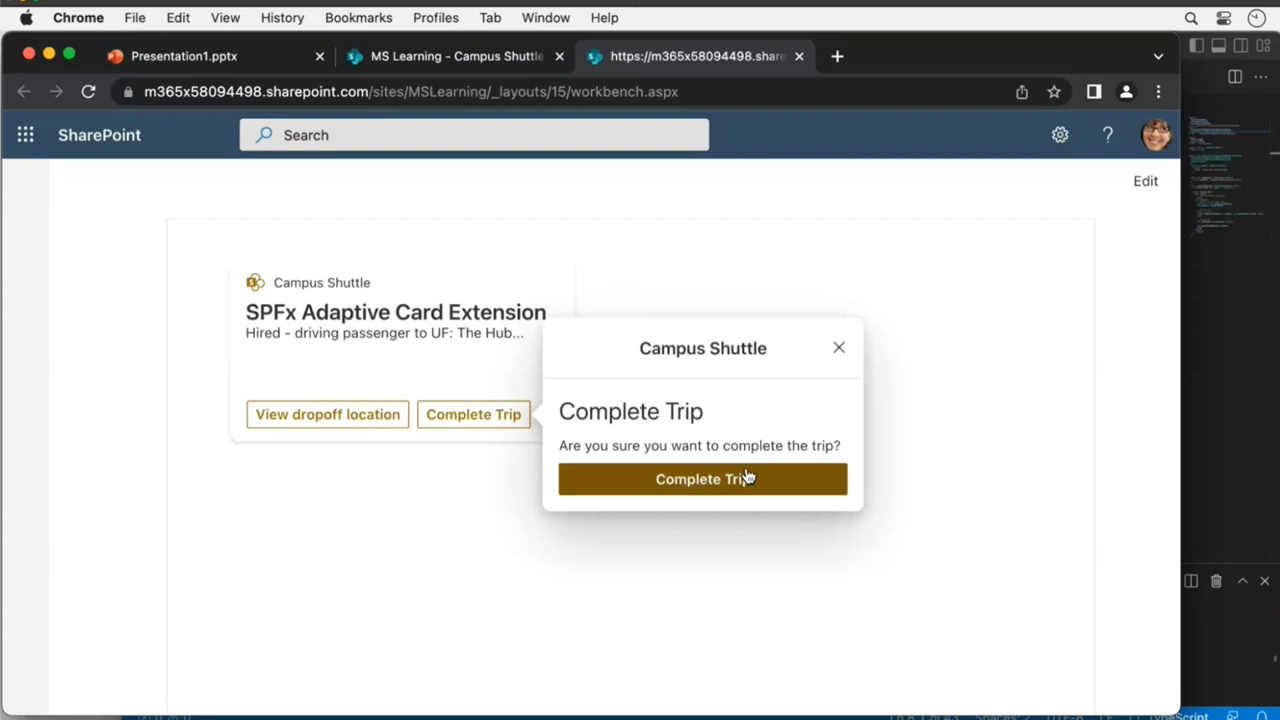 Chrome File Edit View History Bookmarks Profiles Tab Window Help
Presentation1.pptx MS Learning - Campus Shuttle https://m365x58094498.share
m365x58094498.sharepoint.com/sites/MSLearning/_layouts/15/workbench.aspx
SharePoint Search ?
Edit
Campus Shuttle
SPFx Adaptive Card Extension
Hired - driving passenger to UF: The Hub...
View dropoff location Complete Trip
Campus Shuttle
Complete Trip
Are you sure you want to complete the trip?
Complete Trip
TypeScript